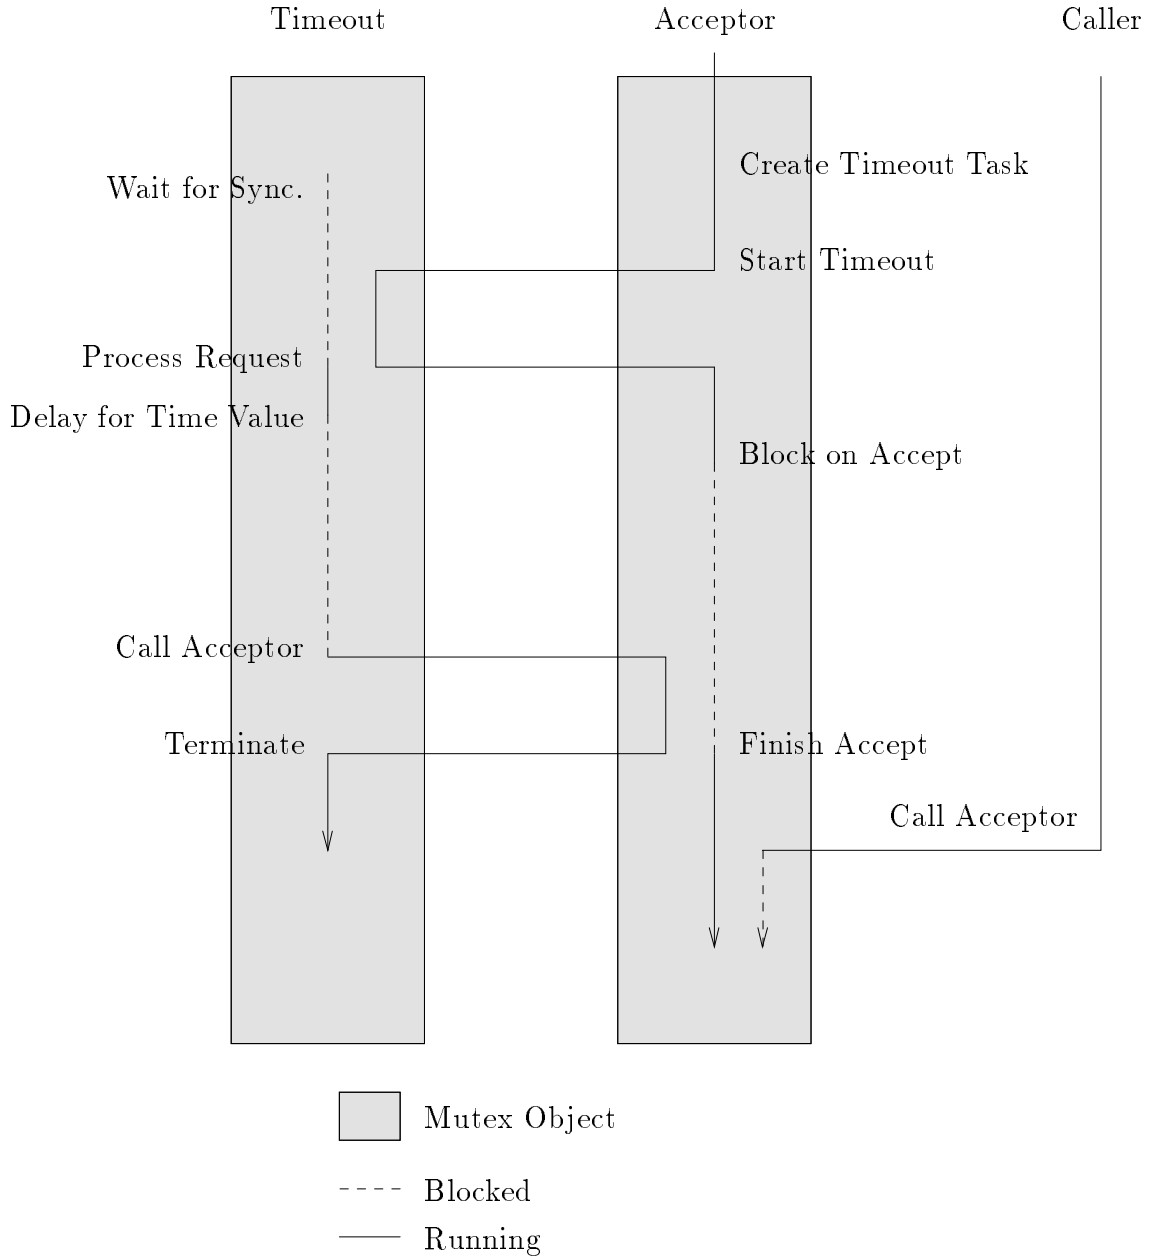 Timeout
Acceptor
Caller
Create Timeout Task
Wait for Sync.
Start Timeout
Process Request
Delay for Time Value
Block on Accept
Call Acceptor
Terminate
Finish Accept
Call Acceptor
Mutex Object
Blocked
Running